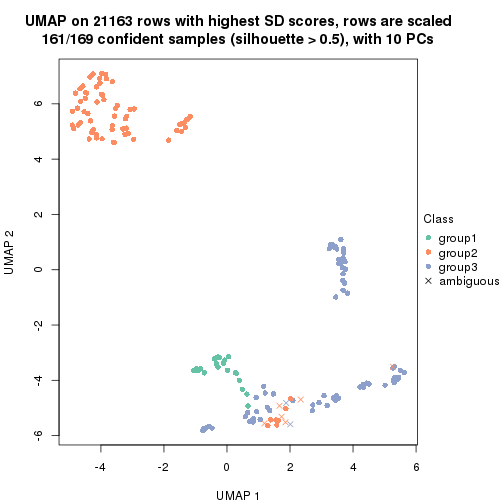 UMAP on 21163 rows with highest SD scores, rows are scaled
161/169 confident samples (silhouette > 0.5), with 10 PCs
6
4
2
0
-2
-4
-6
UMAP 2
-4 -2 0 2 4 6
UMAP 1
Class
group1
group2
group3
ambiguous